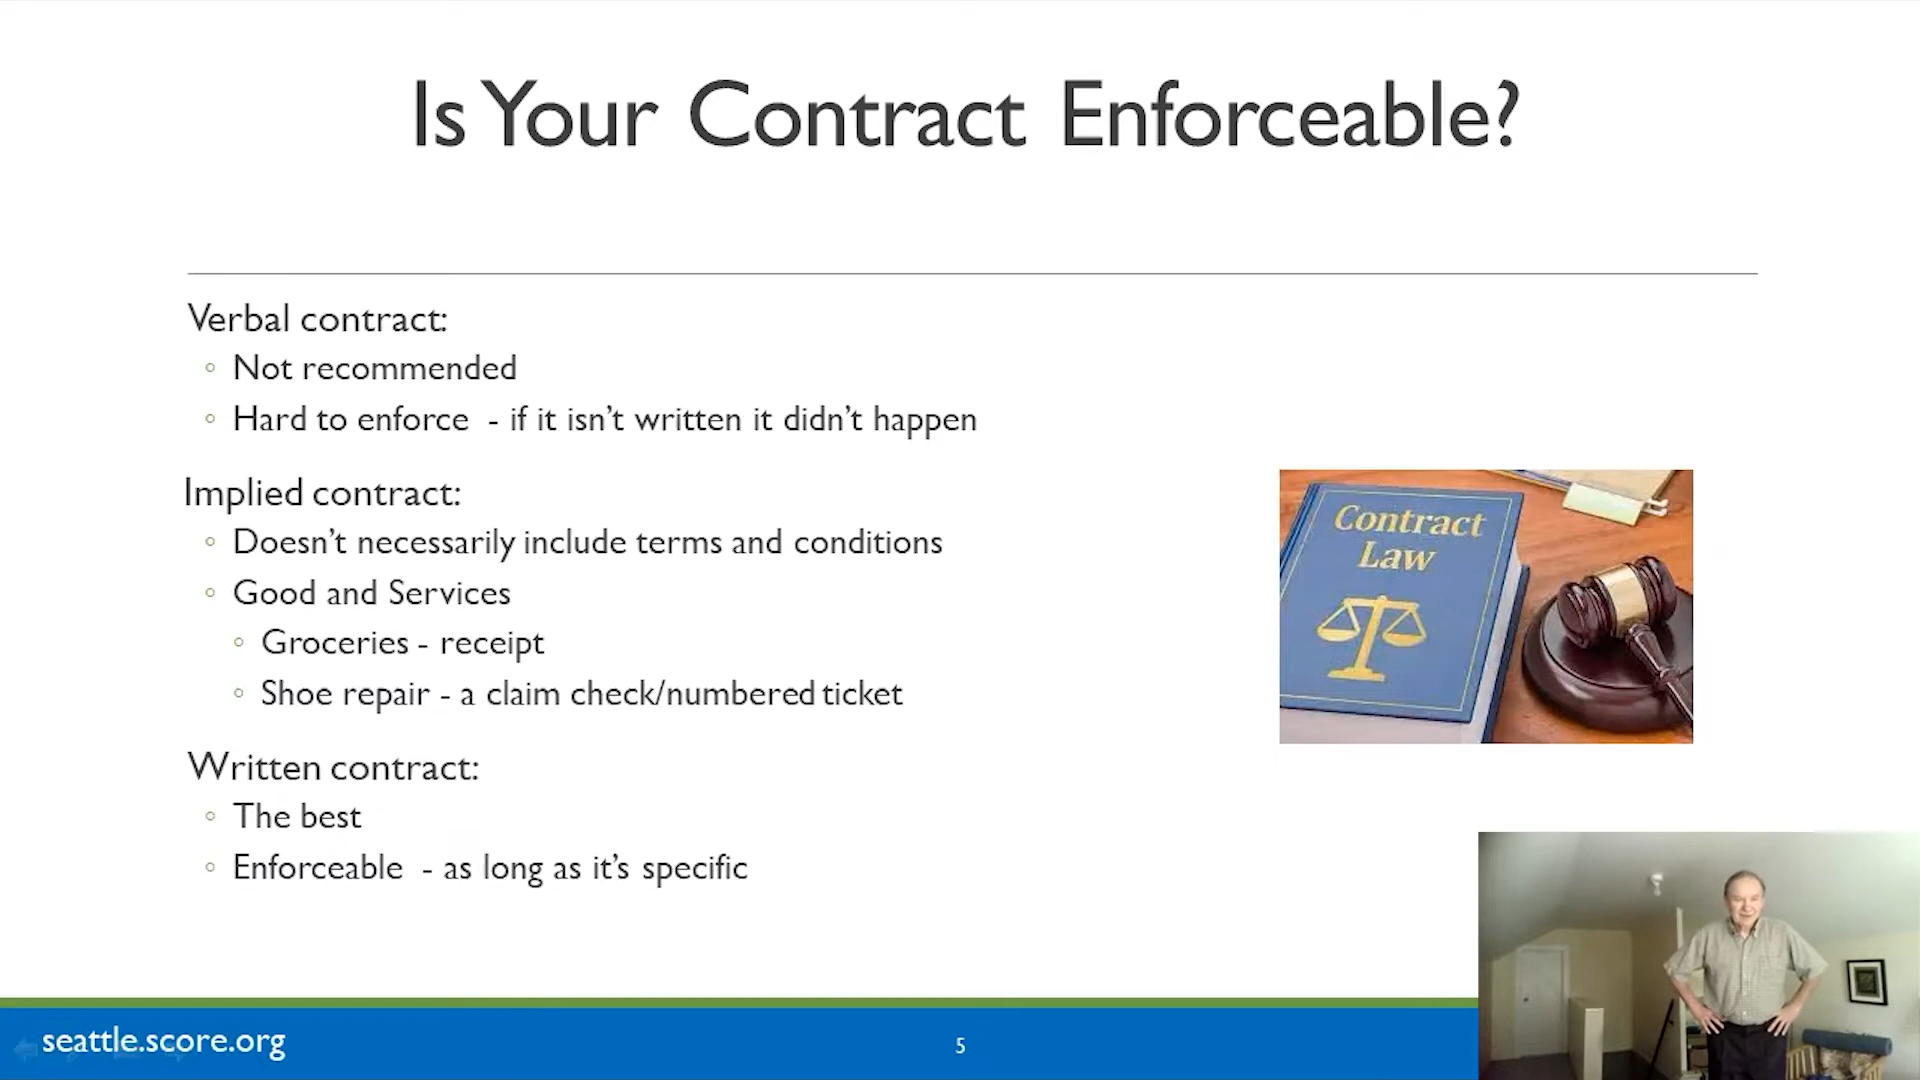 Is Your Contract Enforceable?
Verbal contract:
◦ Not recommended
◦ Hard to enforce - if it isn’t written it didn’t happen
Implied contract:
◦ Doesn’t necessarily include terms and conditions
◦ Good and Services
◦ Groceries - receipt
◦ Shoe repair - a claim check/numbered ticket
Written contract:
◦ The best
◦ Enforceable - as long as it’s specific
Contract
Law
seattle.score.org
5